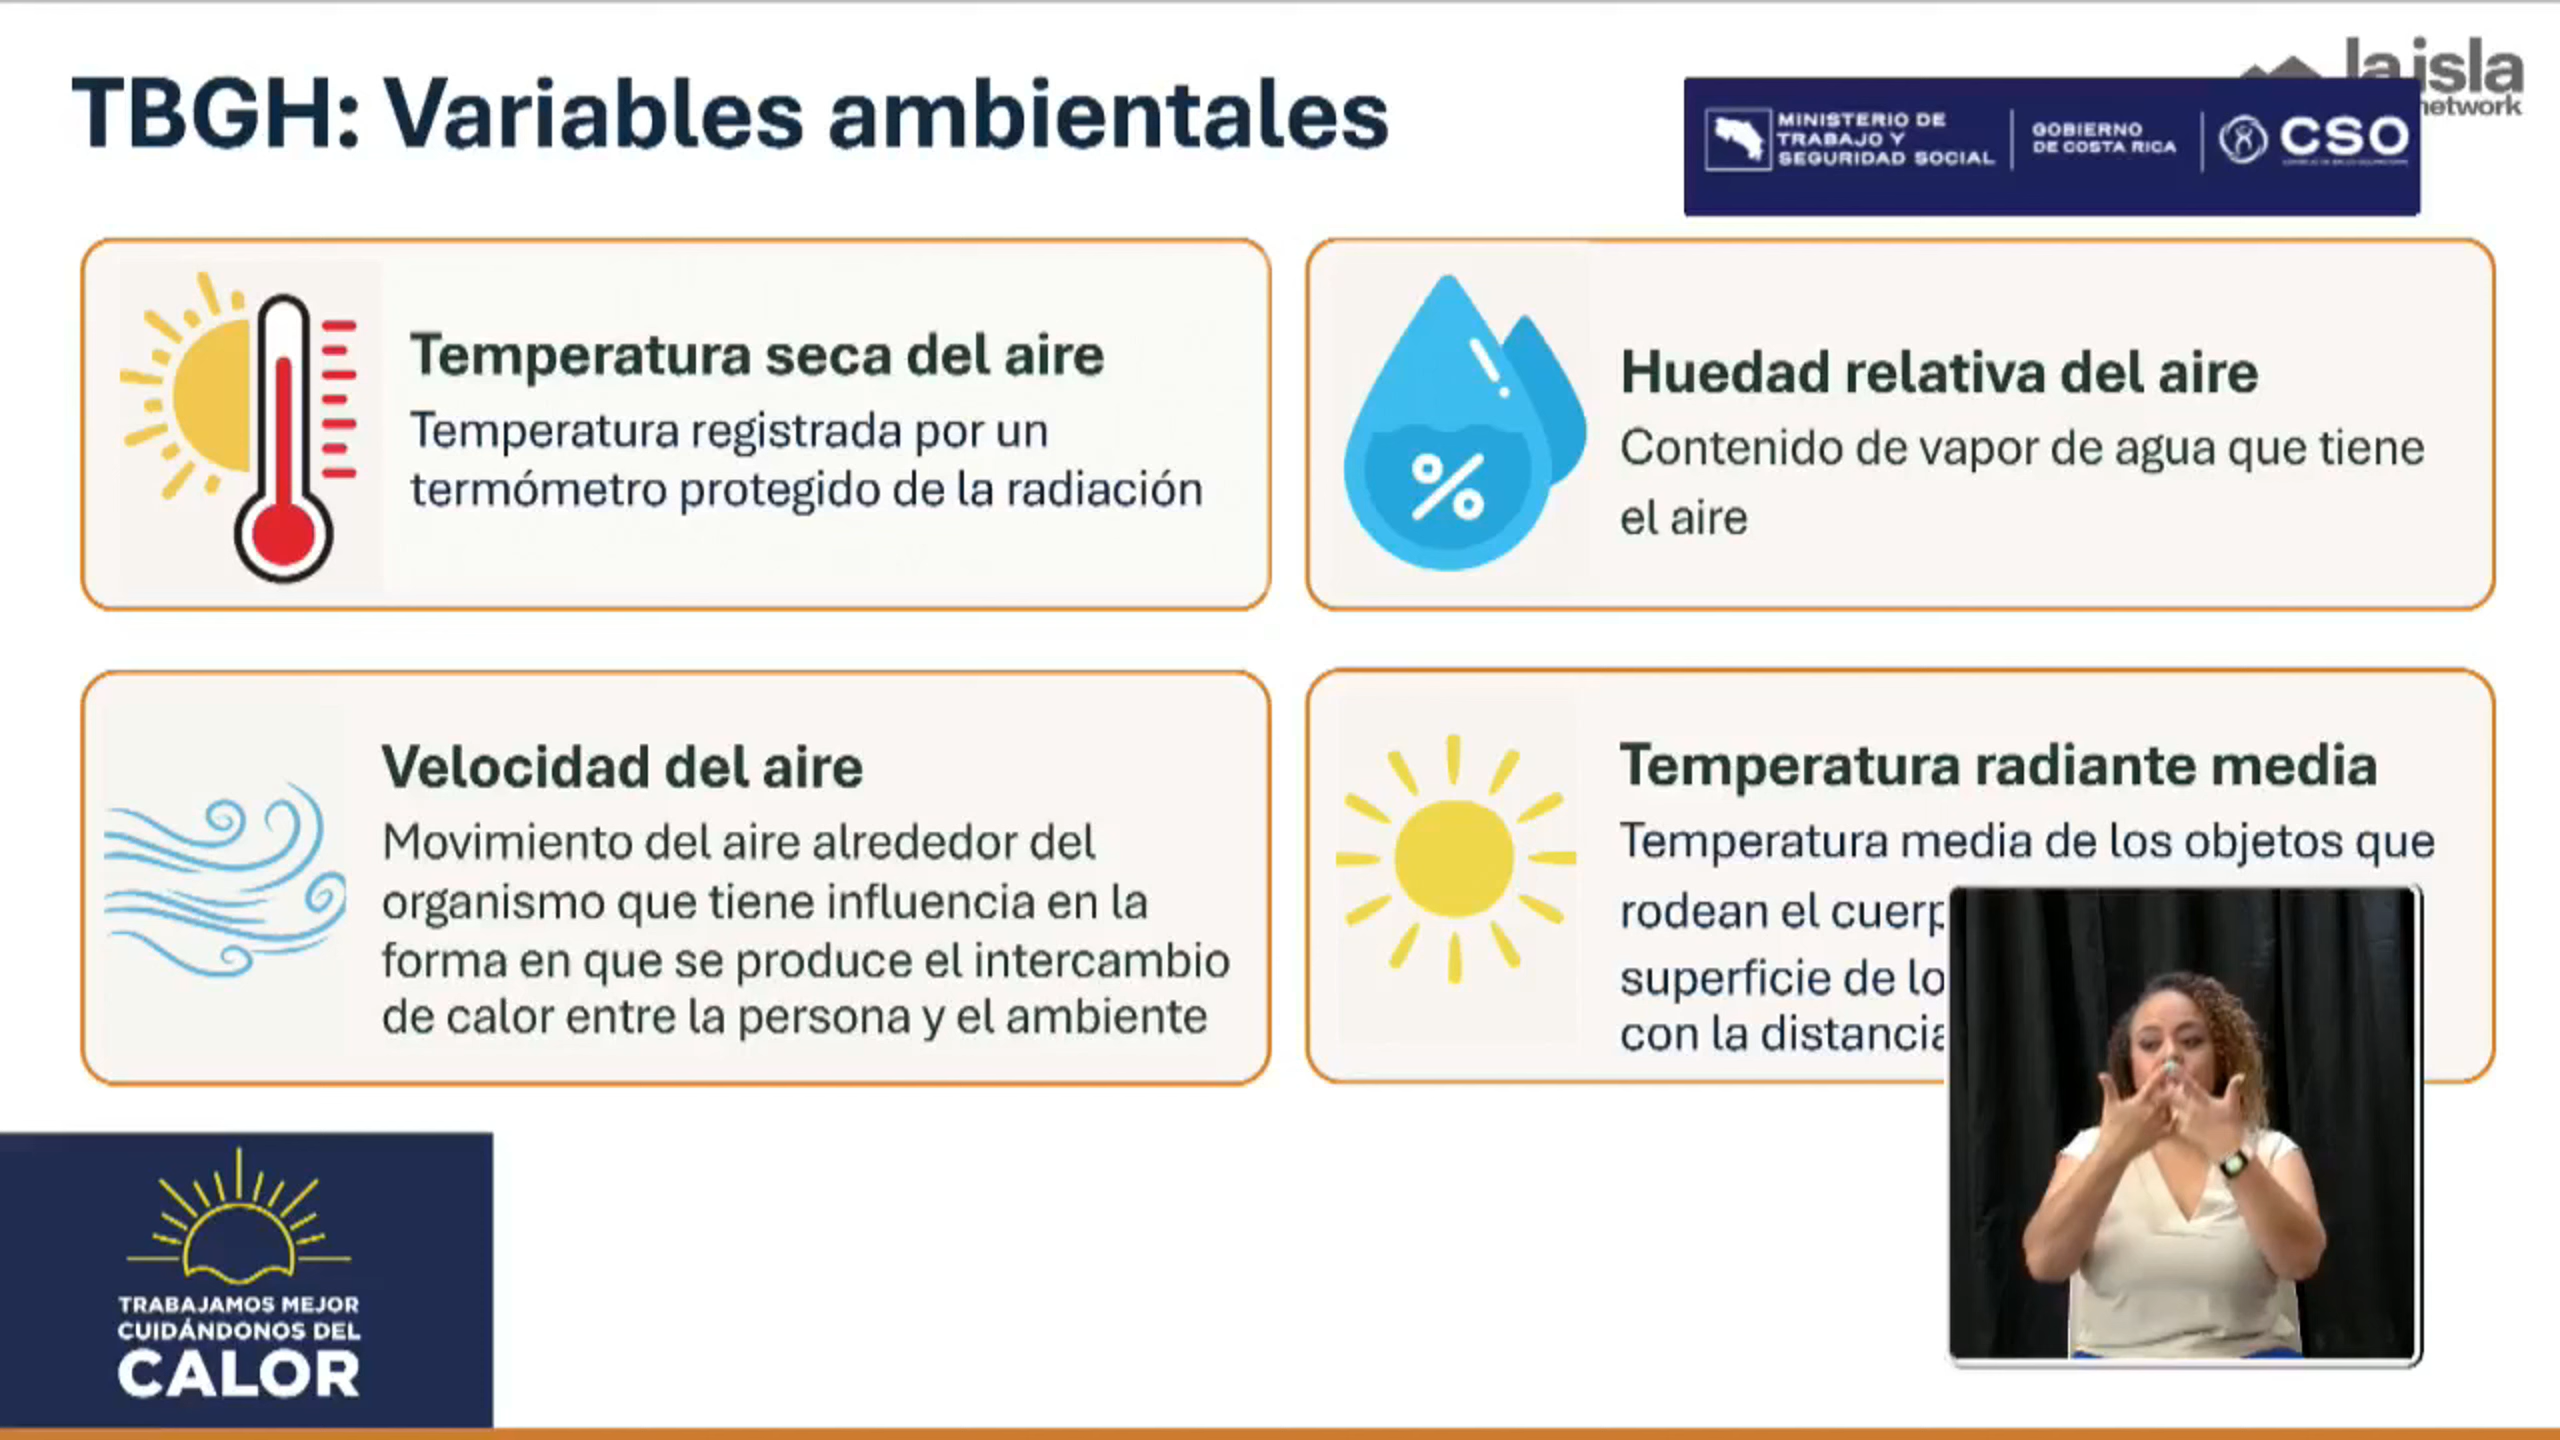 TBGH: Variables ambientales
la isla
network
MINISTERIO DE
TRABAJO Y
SEGURIDAD SOCIAL
GOBIERNO
DE COSTA RICA
CSO
Temperatura seca del aire
Temperatura registrada por un
termómetro protegido de la radiación
Huedad relativa del aire
Contenido de vapor de agua que tiene
el aire
Velocidad del aire
Movimiento del aire alrededor del
organismo que tiene influencia en la
forma en que se produce el intercambio
de calor entre la persona y el ambiente
Temperatura radiante media
Temperatura media de los objetos que
rodean el
superficie de
con la
TRABAJAMOS MEJOR
CUIDÁNDONOS DEL
CALOR